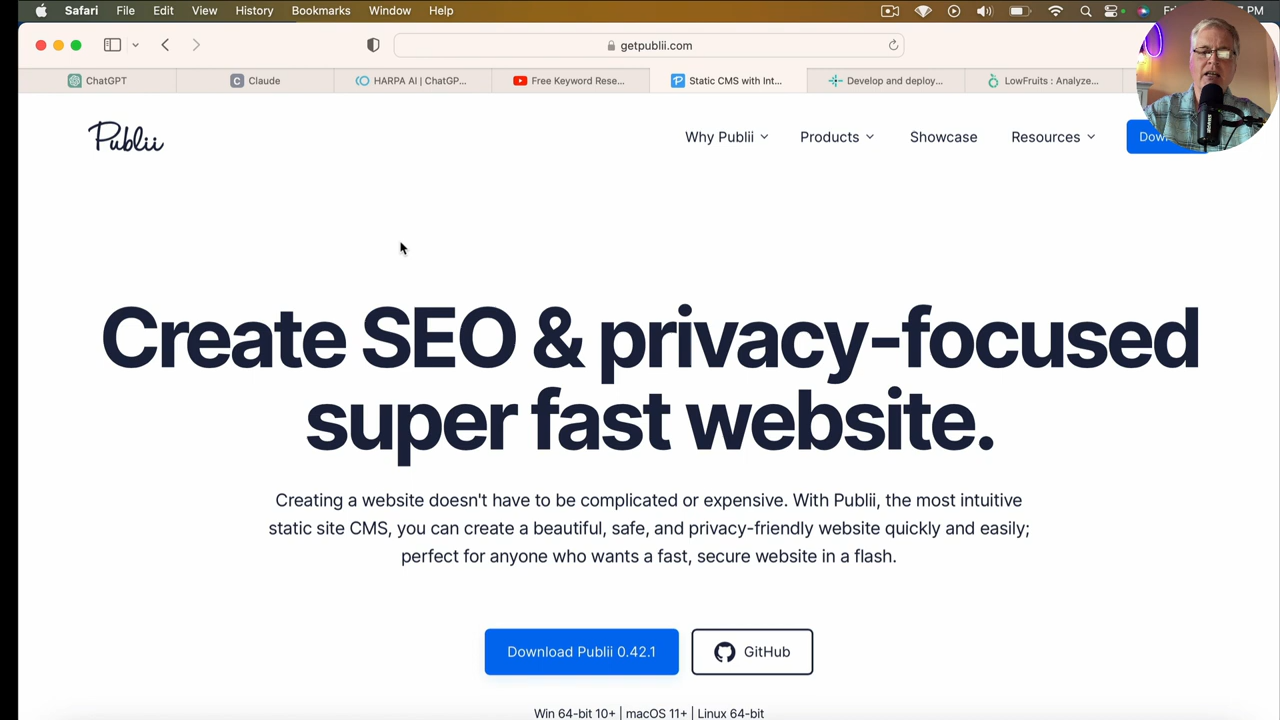 Safari File Edit View History Bookmarks Window Help
getpublii.com
ChatGPT
Claude
HARPA AI | ChatGP...
Free Keyword Rese...
Static CMS with Int...
Develop and deploy...
LowFruits : Analyze...
Publii
Why Publii Products Showcase Resources
Create SEO & privacy-focused
super fast website.
Creating a website doesn't have to be complicated or expensive. With Publii, the most intuitive
static site CMS, you can create a beautiful, safe, and privacy-friendly website quickly and easily;
perfect for anyone who wants a fast, secure website in a flash.
Download Publii 0.42.1
GitHub
Win 64-bit 10+ | macOS 11+ | Linux 64-bit